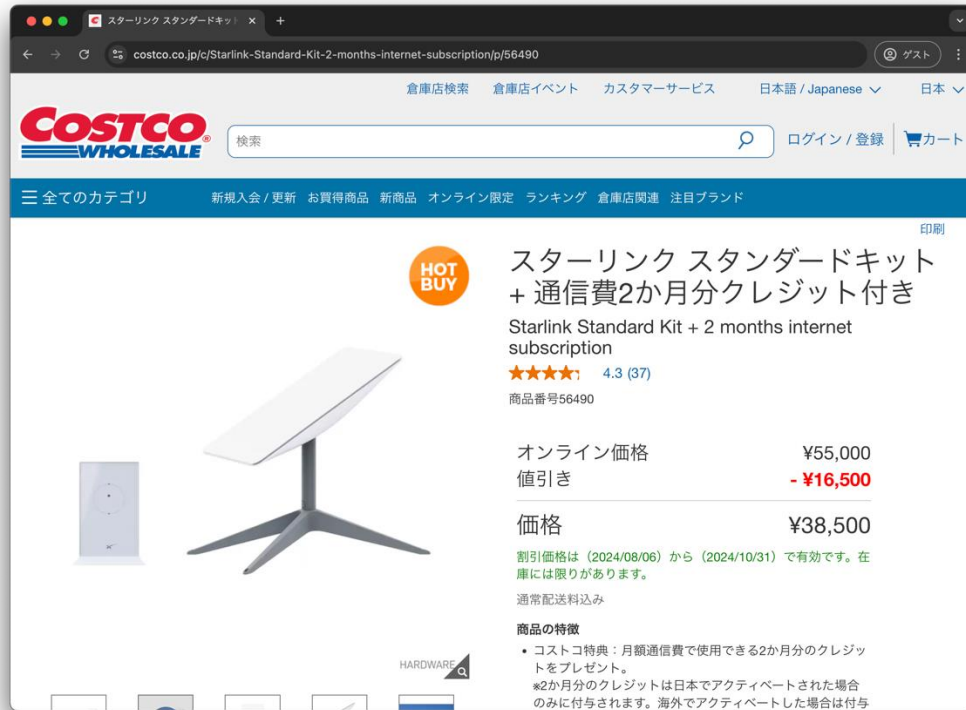 スターリンク スタンダードキット
costco.co.jp/c/Starlink-Standard-Kit-2-months-internet-subscription/p/56490
ゲスト
倉庫店検索 倉庫店イベント カスタマーサービス 日本語 / Japanese 日本
COSTCO
WHOLESALE
検索
ログイン / 登録
カート
全てのカテゴリ
新規入会 / 更新 お買得商品 新商品 オンライン限定 ランキング 倉庫店関連 注目ブランド
印刷
HOT
BUY
スターリンク スタンダードキット
+ 通信費2か月分クレジット付き
Starlink Standard Kit + 2 months internet
subscription
4.3 (37)
商品番号56490
オンライン価格 ¥55,000
値引き - ¥16,500
価格 ¥38,500
割引価格は（2024/08/06）から（2024/10/31）で有効です。在
庫には限りがあります。
通常配送料込み
商品の特徴
• コストコ特典：月額通信費で使用できる2か月分のクレジッ
トをプレゼント。
※2か月分のクレジットは日本でアクティベートされた場合
のみに付与されます。海外でアクティベートした場合は付与
HARDWARE